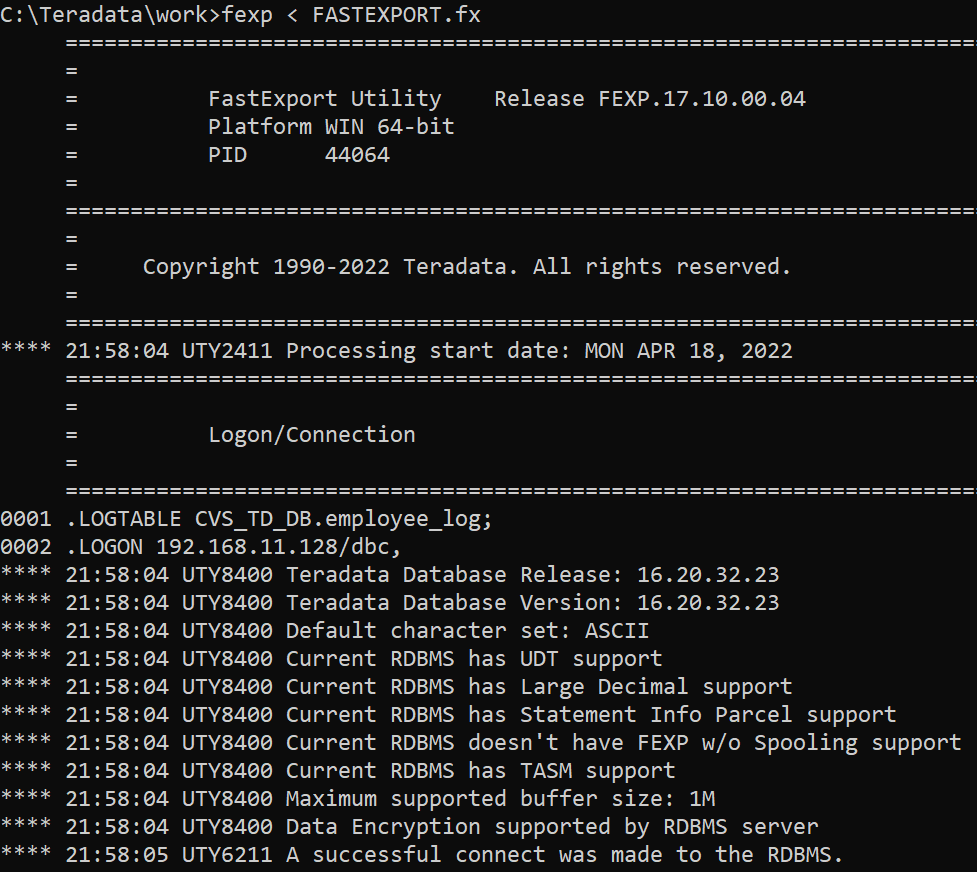 C:\Teradata\work>fexp < FASTEXPORT.fx
     ======================================================================
     =
     =          FastExport Utility    Release FEXP.17.10.00.04
     =          Platform WIN 64-bit
     =          PID      44064
     =
     ======================================================================
     =
     =     Copyright 1990-2022 Teradata. All rights reserved.
     =
     ======================================================================
**** 21:58:04 UTY2411 Processing start date: MON APR 18, 2022
     ======================================================================
     =
     =          Logon/Connection
     =
     ======================================================================
0001 .LOGTABLE CVS_TD_DB.employee_log;
0002 .LOGON 192.168.11.128/dbc,
**** 21:58:04 UTY8400 Teradata Database Release: 16.20.32.23
**** 21:58:04 UTY8400 Teradata Database Version: 16.20.32.23
**** 21:58:04 UTY8400 Default character set: ASCII
**** 21:58:04 UTY8400 Current RDBMS has UDT support
**** 21:58:04 UTY8400 Current RDBMS has Large Decimal support
**** 21:58:04 UTY8400 Current RDBMS has Statement Info Parcel support
**** 21:58:04 UTY8400 Current RDBMS doesn't have FEXP w/o Spooling support
**** 21:58:04 UTY8400 Current RDBMS has TASM support
**** 21:58:04 UTY8400 Maximum supported buffer size: 1M
**** 21:58:04 UTY8400 Data Encryption supported by RDBMS server
**** 21:58:05 UTY6211 A successful connect was made to the RDBMS.